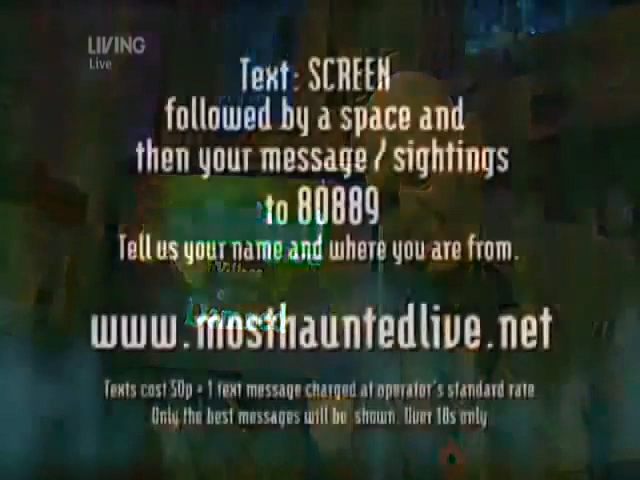 LIVING
Live
Text: SCREEN
followed by a space and
then your message / sightings
to 80889
Tell us your name and where you are from.
Village
Damned
www.mosthauntedlive.net
Texts cost 50p + 1 text message charged at operator's standard rate
Only the best messages will be shown. Over 18s only